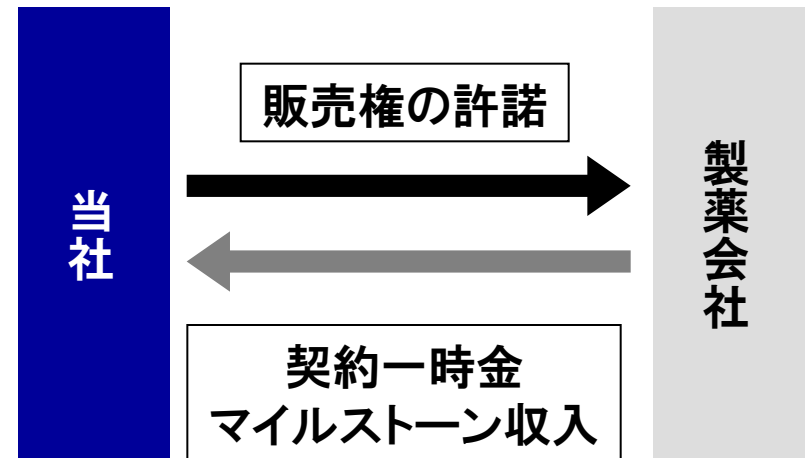 当社
販売権の許諾
契約一時金
マイルストーン収入
製薬会社